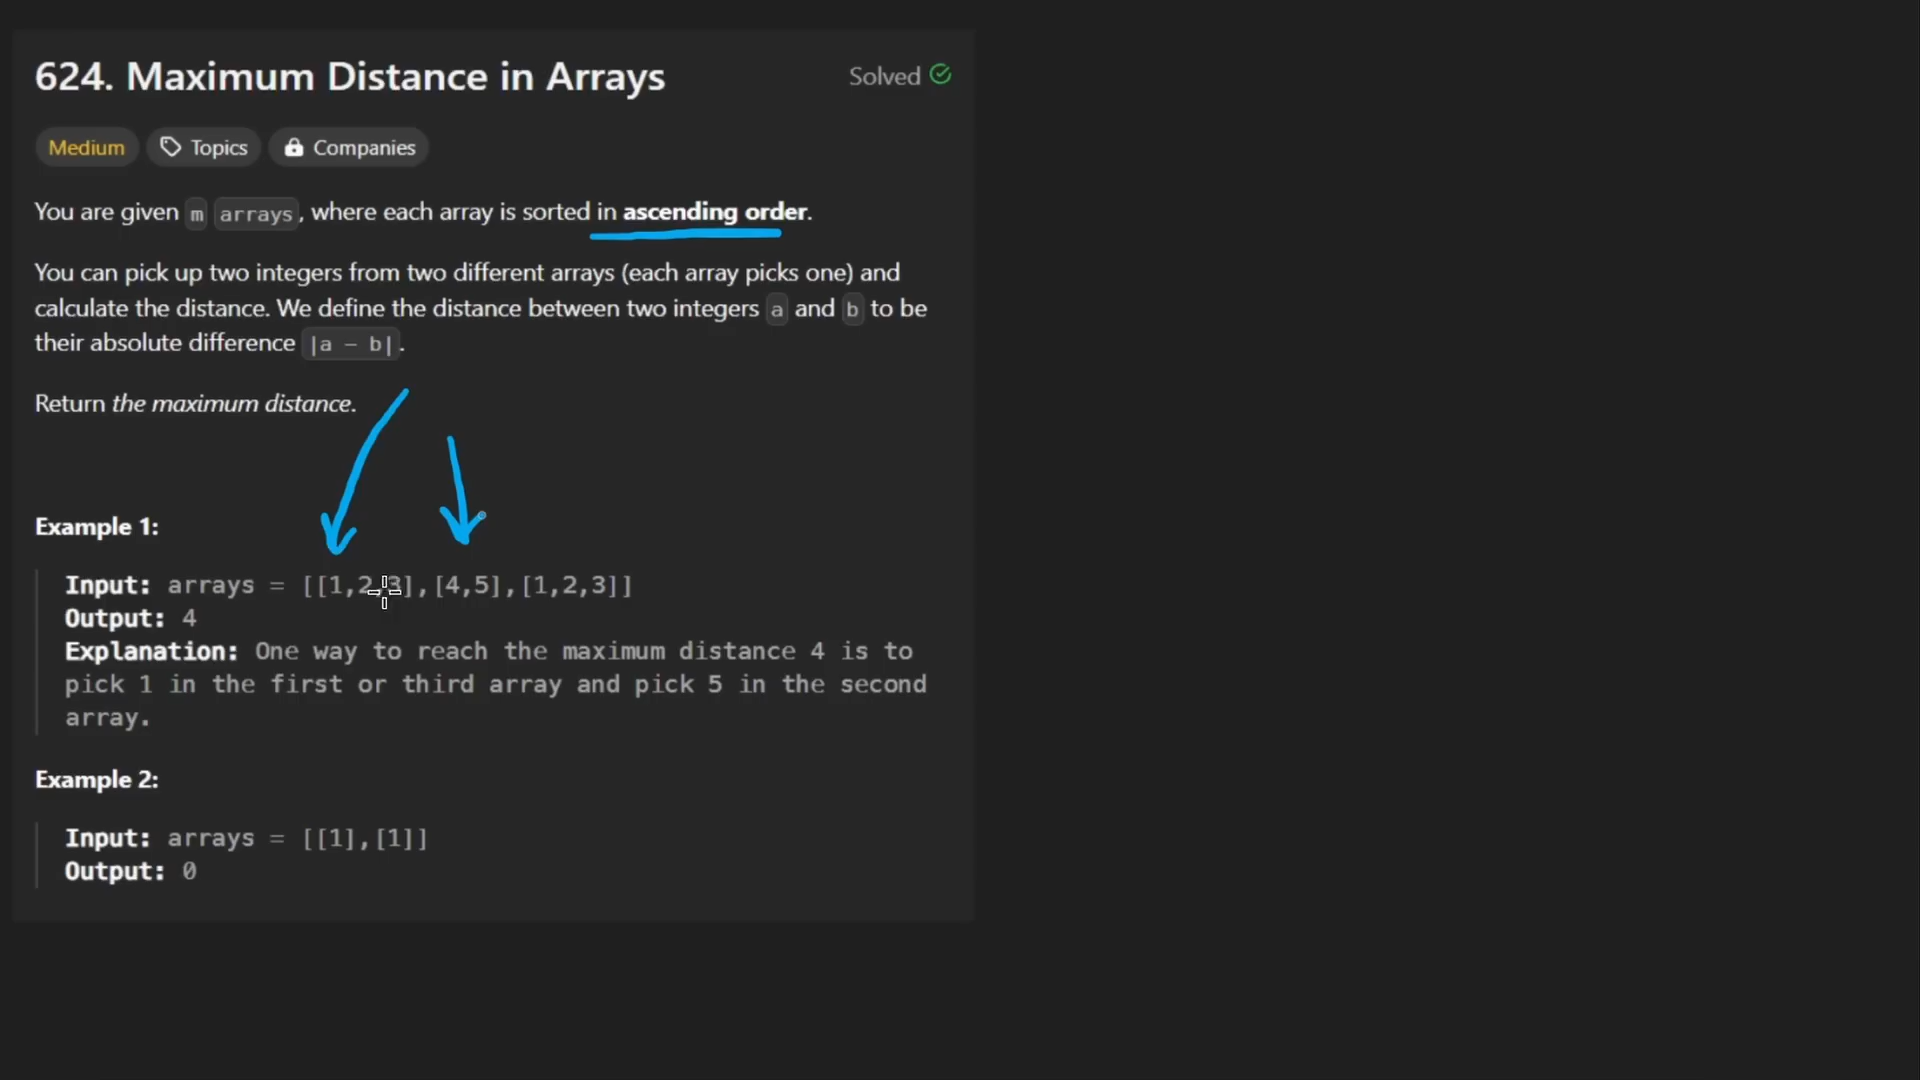 624. Maximum Distance in Arrays
Solved
Medium Topics Companies
You are given m arrays, where each array is sorted in ascending order.
You can pick up two integers from two different arrays (each array picks one) and
calculate the distance. We define the distance between two integers a and b to be
their absolute difference |a - b|.
Return the maximum distance.
Example 1:
Input: arrays = [[1,2,3],[4,5],[1,2,3]]
Output: 4
Explanation: One way to reach the maximum distance 4 is to
pick 1 in the first or third array and pick 5 in the second
array.
Example 2:
Input: arrays = [[1],[1]]
Output: 0